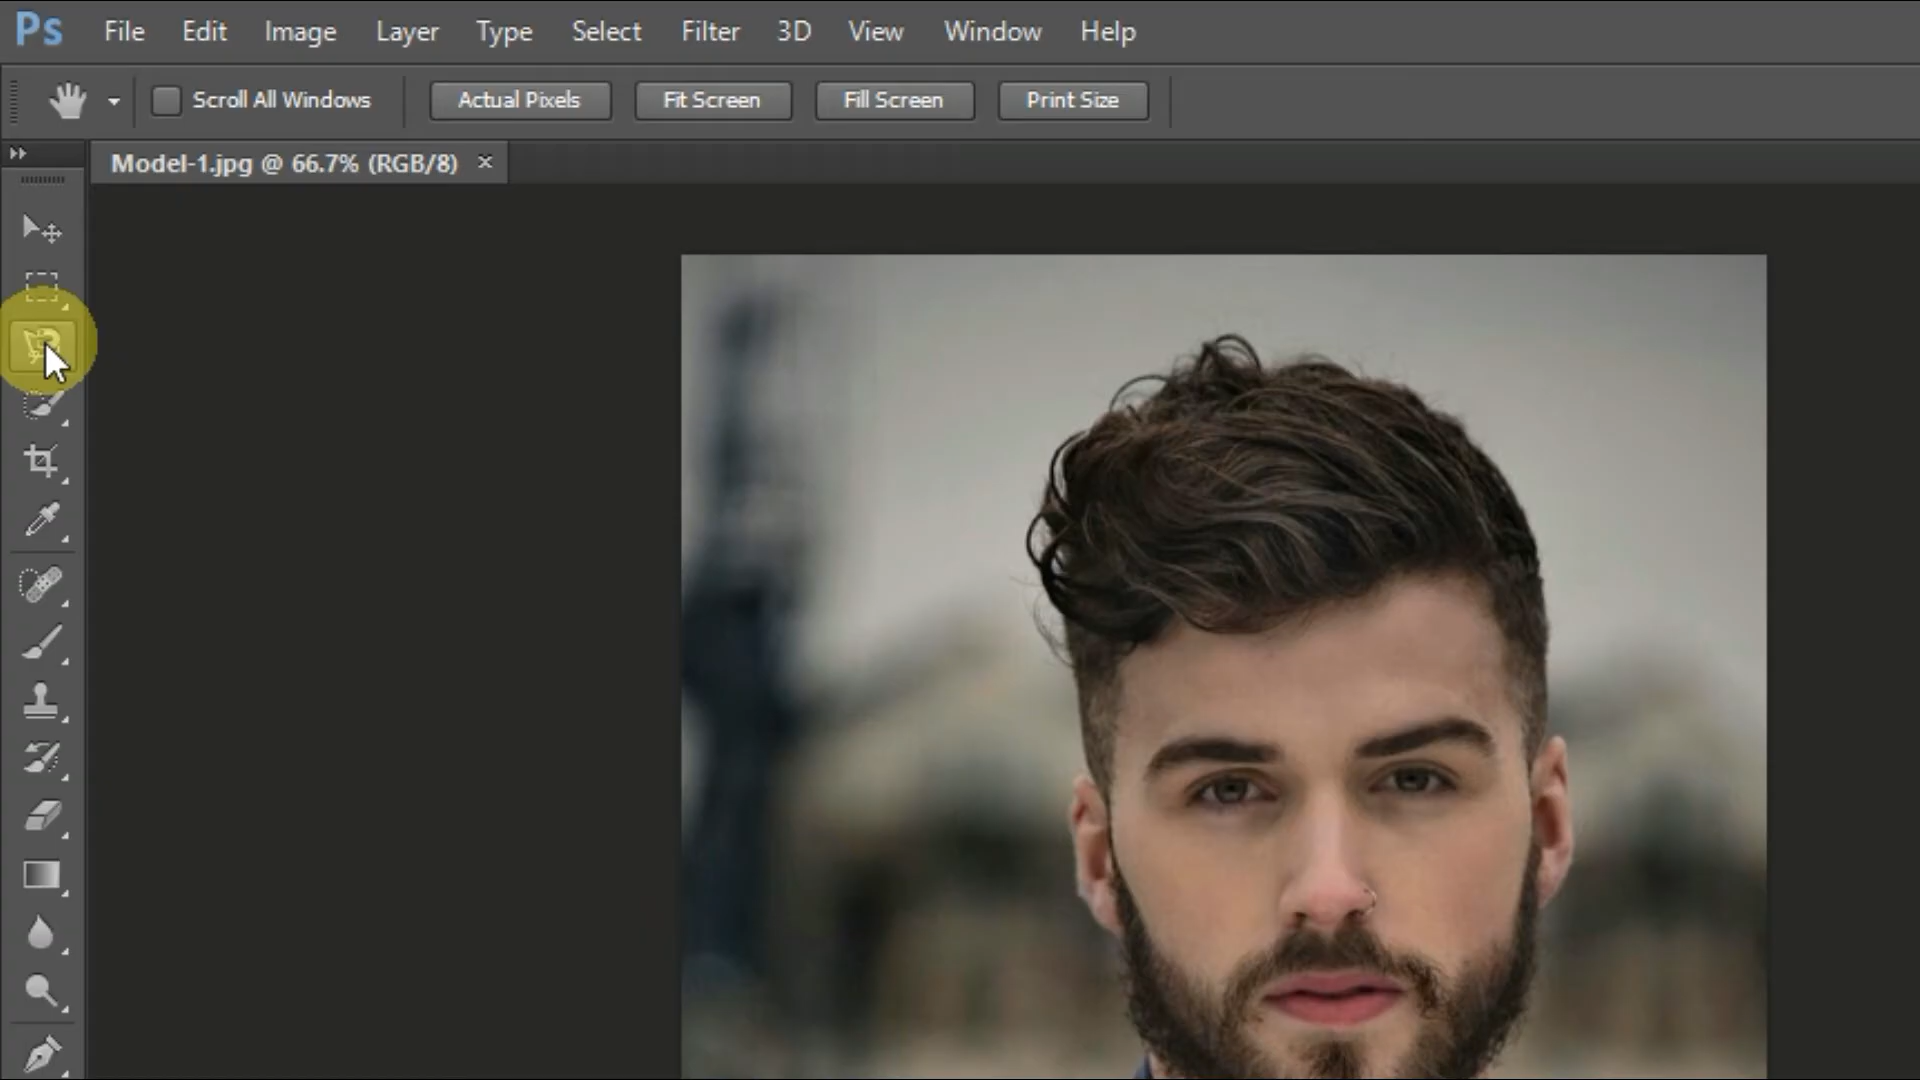 Ps File Edit Image Layer Type Select Filter 3D View Window Help
Scroll All Windows Actual Pixels Fit Screen Fill Screen Print Size
Model-1.jpg @ 66.7% (RGB/8) ×